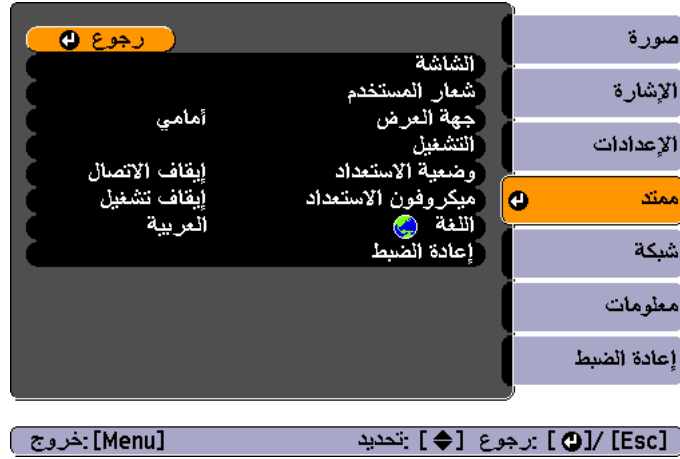 رجوع
الشاشة
شعار المستخدم
جهة العرض أمامي
التشغيل
وضعية الاستعداد إيقاف الاتصال
ميكروفون الاستعداد إيقاف تشغيل
اللغة العربية
إعادة الضبط
صورة
الإشارة
الإعدادات
ممتد
شبكة
معلومات
إعادة الضبط
[Esc] /[ ] :رجوع [ ] :تحديد [Menu] :خروج